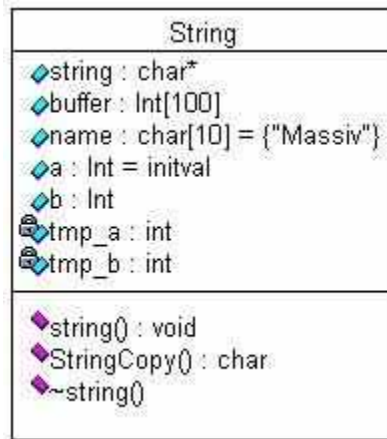 String
string : char*
buffer : Int[100]
name : char[10] = {"Massiv"}
a : Int = initval
b : Int
tmp_a : int
tmp_b : int
string() : void
StringCopy() : char
~string()